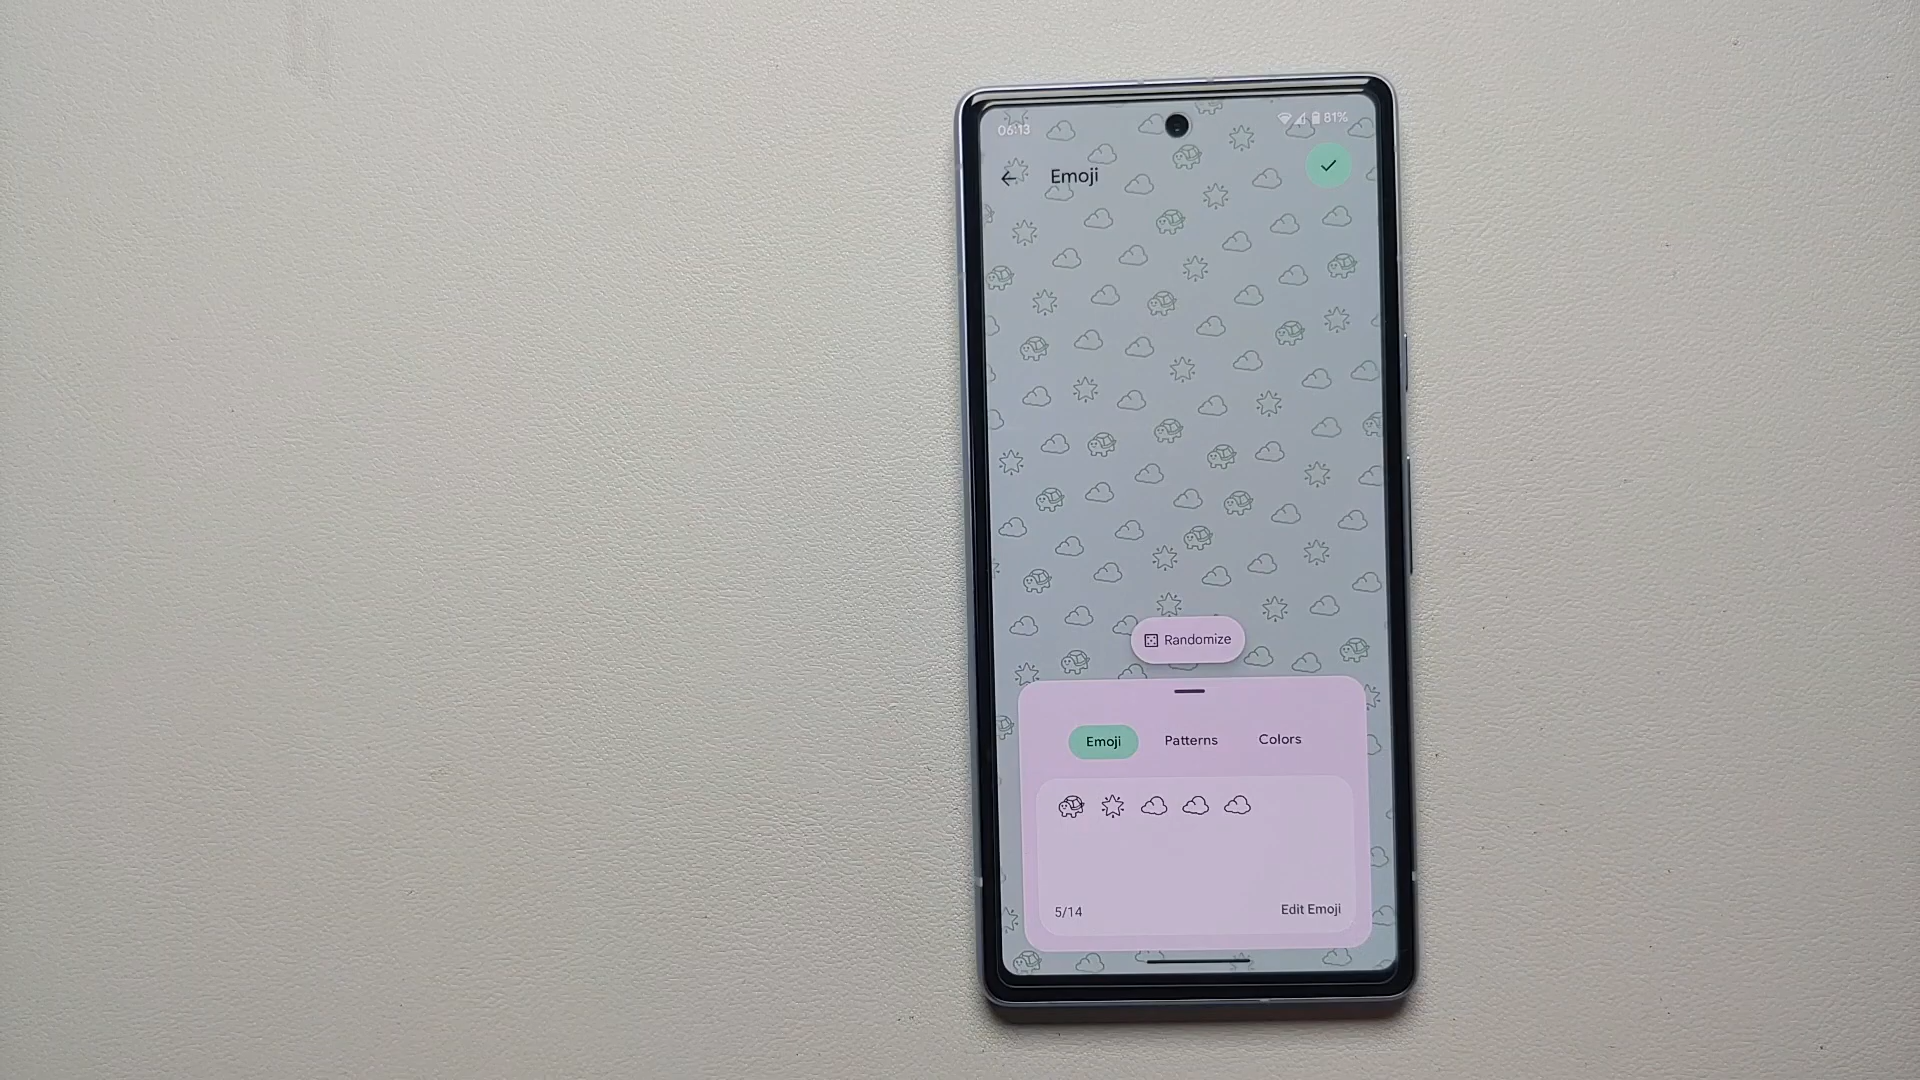 06:13
81%
Emoji
Randomize
Emoji
Patterns
Colors
5/14
Edit Emoji